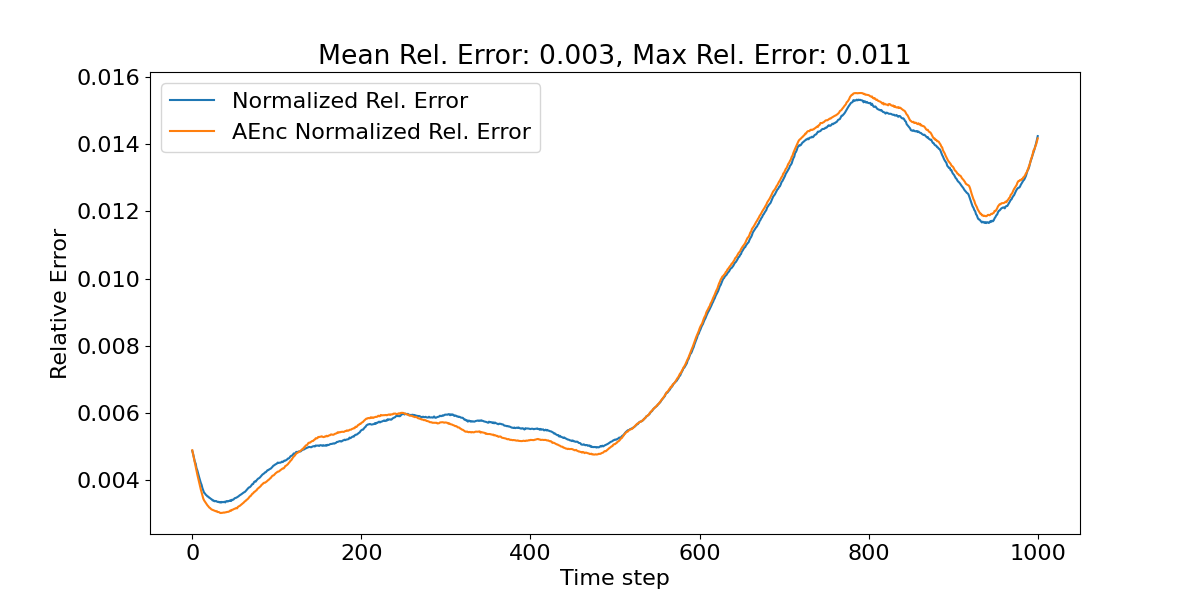 Mean Rel. Error: 0.003, Max Rel. Error: 0.011
Normalized Rel. Error
AEnc Normalized Rel. Error
Relative Error
0.016
0.014
0.012
0.010
0.008
0.006
0.004
0 200 400 600 800 1000
Time step